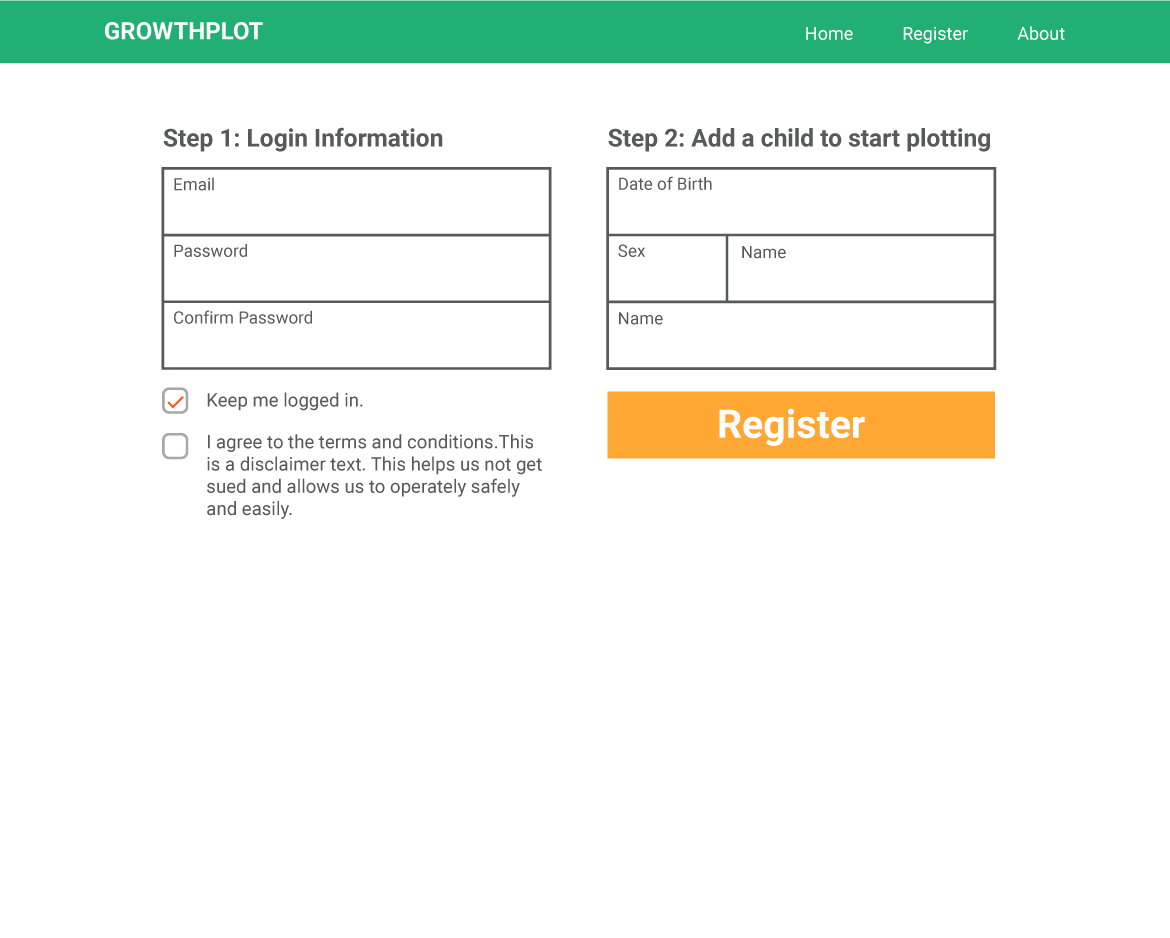 GROWTHPLOT
Home Register About
Step 1: Login Information
Email
Password
Confirm Password
Keep me logged in.
I agree to the terms and conditions.This
is a disclaimer text. This helps us not get
sued and allows us to operately safely
and easily.
Step 2: Add a child to start plotting
Date of Birth
Sex Name
Name
Register